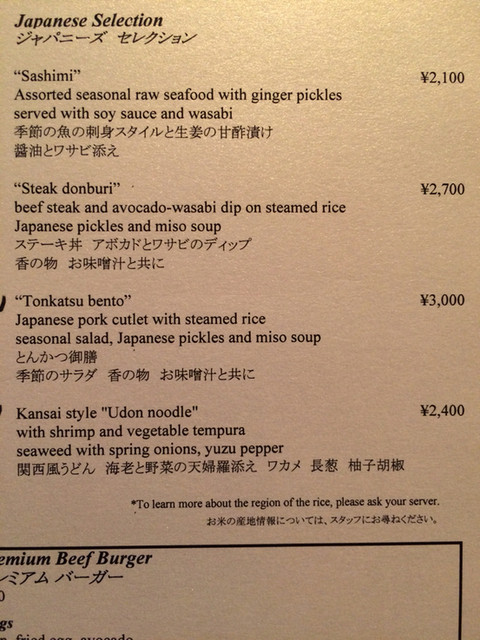 Japanese Selection
ジャパニーズ セレクション
“Sashimi” ¥2,100
Assorted seasonal raw seafood with ginger pickles
served with soy sauce and wasabi
季節の魚の刺身スタイルと生姜の甘酢漬け
醤油とワサビ添え
“Steak donburi” ¥2,700
beef steak and avocado-wasabi dip on steamed rice
Japanese pickles and miso soup
ステーキ丼 アボカドとワサビのディップ
香の物 お味噌汁と共に
“Tonkatsu bento” ¥3,000
Japanese pork cutlet with steamed rice
seasonal salad, Japanese pickles and miso soup
とんかつ御膳
季節のサラダ 香の物 お味噌汁と共に
Kansai style "Udon noodle" ¥2,400
with shrimp and vegetable tempura
seaweed with spring onions, yuzu pepper
関西風うどん 海老と野菜の天婦羅添え ワカメ 長葱 柚子胡椒
*To learn more about the region of the rice, please ask your server.
お米の産地情報については、スタッフにお尋ねください。
emium Beef Burger
レミアム バーガー
0
gs
fried egg, avocado